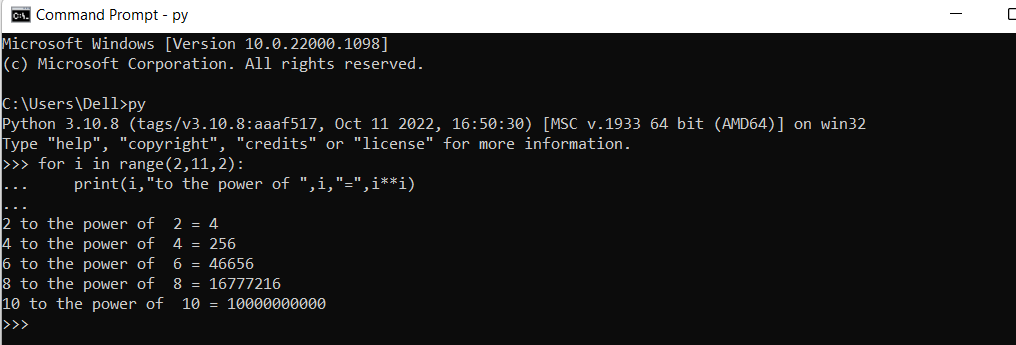 Command Prompt - py
Microsoft Windows [Version 10.0.22000.1098]
(c) Microsoft Corporation. All rights reserved.
C:\Users\Dell>py
Python 3.10.8 (tags/v3.10.8:aaaf517, Oct 11 2022, 16:50:30) [MSC v.1933 64 bit (AMD64)] on win32
Type "help", "copyright", "credits" or "license" for more information.
>>> for i in range(2,11,2):
...     print(i,"to the power of ",i,"=",i**i)
...
2 to the power of  2 = 4
4 to the power of  4 = 256
6 to the power of  6 = 46656
8 to the power of  8 = 16777216
10 to the power of  10 = 10000000000
>>>